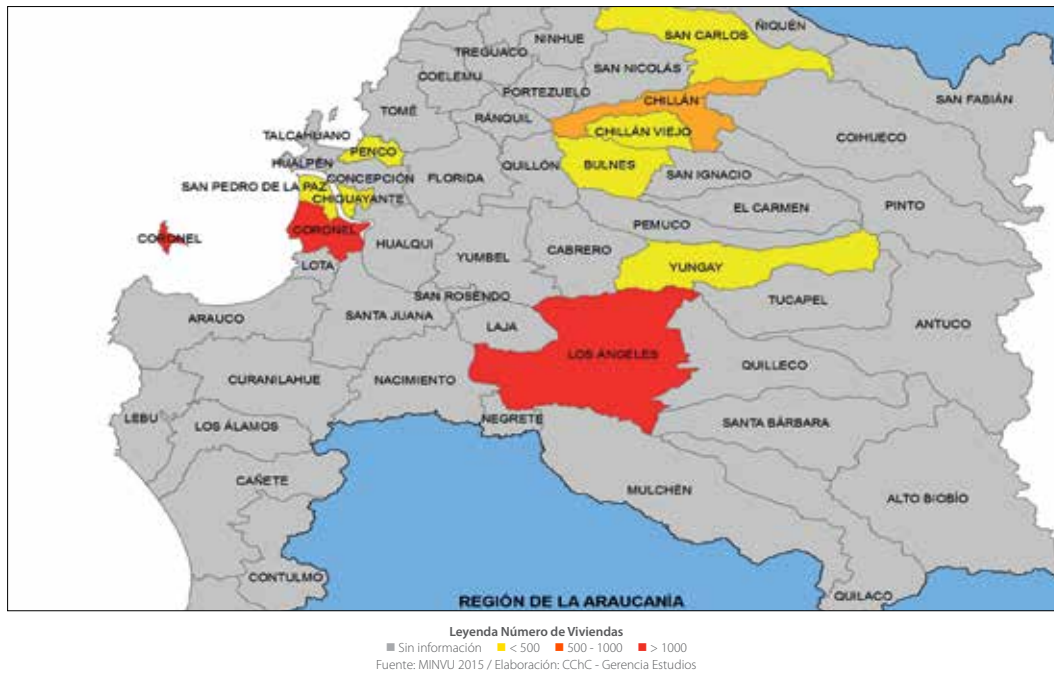 ÑIQUÉN
SAN CARLOS
NINHUE
TREGUACO
SAN NICOLÁS
COELEMU
PORTEZUELO
SAN FABIÁN
CHILLÁN
TOMÉ
RÁNQUIL
TALCAHUANO
CHILLÁN VIEJO
COIHUECO
PENCO
HUALPÉN
QUILLÓN
BULNES
CONCEPCIÓN
FLORIDA
SAN IGNACIO
SAN PEDRO DE LA PAZ
CHIGUAYANTE
EL CARMEN
PINTO
PEMUCO
CORONEL
CORONEL
HUALQUI
CABRERO
YUMBEL
LOTA
YUNGAY
SAN ROSENDO
TUCAPEL
ARAUCO
SANTA JUANA
LAJA
ANTUCO
LOS ÁNGELES
QUILLECO
CURANILAHUE
NACIMIENTO
LEBU
NEGRETE
SANTA BÁRBARA
LOS ÁLAMOS
CAÑETE
MULCHÉN
ALTO BIOBÍO
CONTULMO
QUILACO
REGIÓN DE LA ARAUCANÍA
Leyenda Número de Viviendas
Sin información < 500 500 - 1000 > 1000
Fuente: MINVU 2015 / Elaboración: CChC - Gerencia Estudios